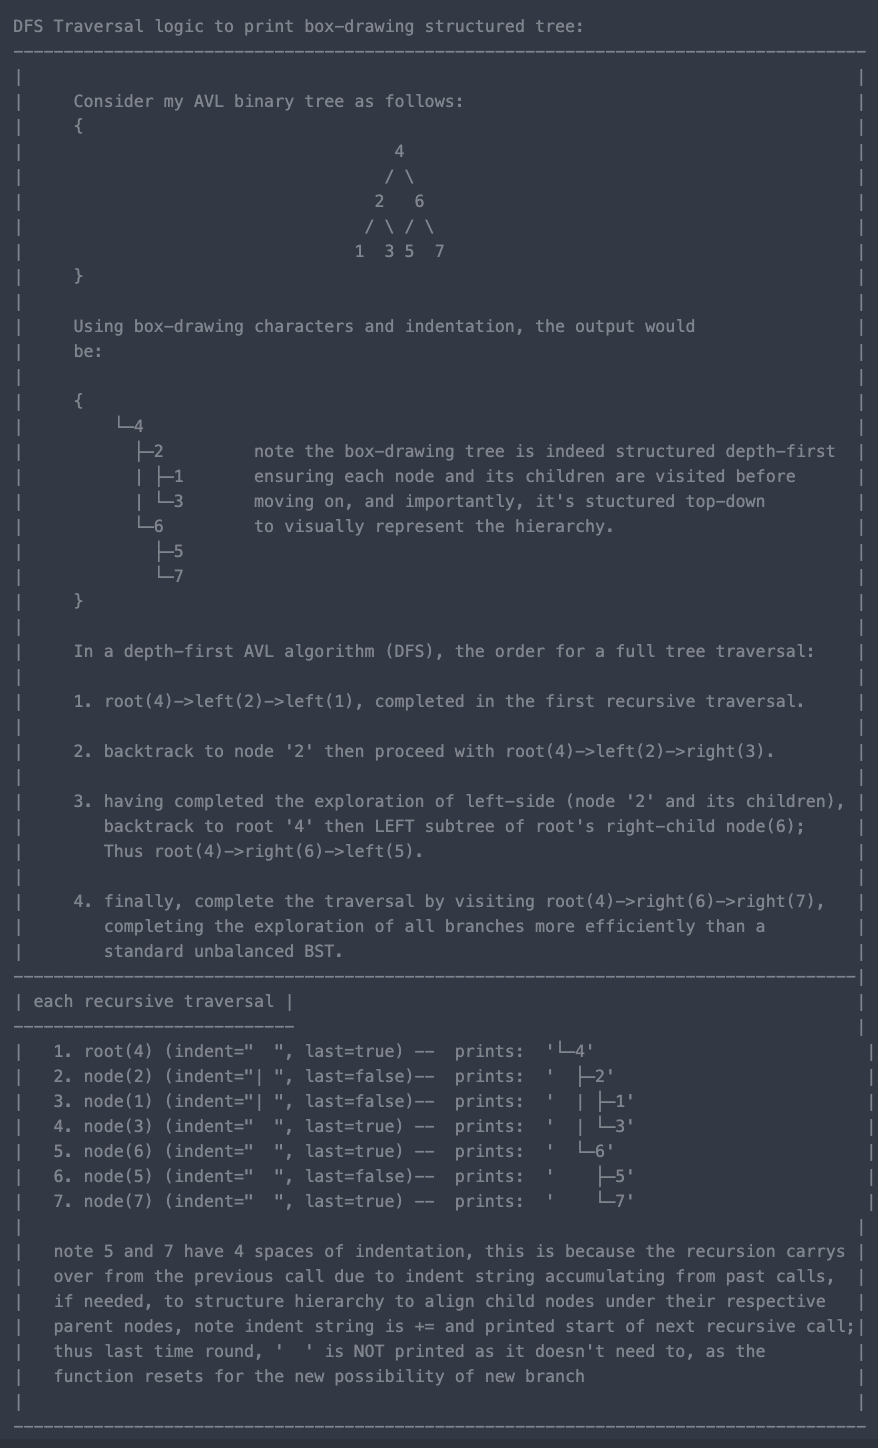 DFS Traversal logic to print box-drawing structured tree:
-------------------------------------------------------------------------------------
|                                                                                   |
|     Consider my AVL binary tree as follows:                                       |
|     {                                                                             |
|                                     4                                             |
|                                    / \                                            |
|                                   2   6                                           |
|                                  / \ / \                                          |
|                                 1  3 5  7                                         |
|     }                                                                             |
|                                                                                   |
|     Using box-drawing characters and indentation, the output would                |
|     be:                                                                           |
|                                                                                   |
|     {                                                                             |
|         └─4                                                                       |
|           ├─2         note the box-drawing tree is indeed structured depth-first  |
|           | ├─1       ensuring each node and its children are visited before      |
|           | └─3       moving on, and importantly, it's stuctured top-down         |
|           └─6         to visually represent the hierarchy.                        |
|             ├─5                                                                   |
|             └─7                                                                   |
|     }                                                                             |
|                                                                                   |
|     In a depth-first AVL algorithm (DFS), the order for a full tree traversal:    |
|                                                                                   |
|     1. root(4)->left(2)->left(1), completed in the first recursive traversal.     |
|                                                                                   |
|     2. backtrack to node '2' then proceed with root(4)->left(2)->right(3).        |
|                                                                                   |
|     3. having completed the exploration of left-side (node '2' and its children), |
|        backtrack to root '4' then LEFT subtree of root's right-child node(6);     |
|        Thus root(4)->right(6)->left(5).                                           |
|                                                                                   |
|     4. finally, complete the traversal by visiting root(4)->right(6)->right(7),   |
|        completing the exploration of all branches more efficiently than a         |
|        standard unbalanced BST.                                                   |
------------------------------------------------------------------------------------|
| each recursive traversal |                                                        |
----------------------------                                                        |
|   1. root(4) (indent="  ", last=true) --  prints:  '└─4'                           |
|   2. node(2) (indent="| ", last=false)--  prints:  '  ├─2'                         |
|   3. node(1) (indent="| ", last=false)--  prints:  '  | ├─1'                       |
|   4. node(3) (indent="  ", last=true) --  prints:  '  | └─3'                       |
|   5. node(6) (indent="  ", last=true) --  prints:  '  └─6'                         |
|   6. node(5) (indent="  ", last=false)--  prints:  '    ├─5'                       |
|   7. node(7) (indent="  ", last=true) --  prints:  '    └─7'                       |
|                                                                                   |
|   note 5 and 7 have 4 spaces of indentation, this is because the recursion carrys |
|   over from the previous call due to indent string accumulating from past calls,  |
|   if needed, to structure hierarchy to align child nodes under their respective   |
|   parent nodes, note indent string is += and printed start of next recursive call;|
|   thus last time round, '  ' is NOT printed as it doesn't need to, as the         |
|   function resets for the new possibility of new branch                           |
|                                                                                   |
-------------------------------------------------------------------------------------